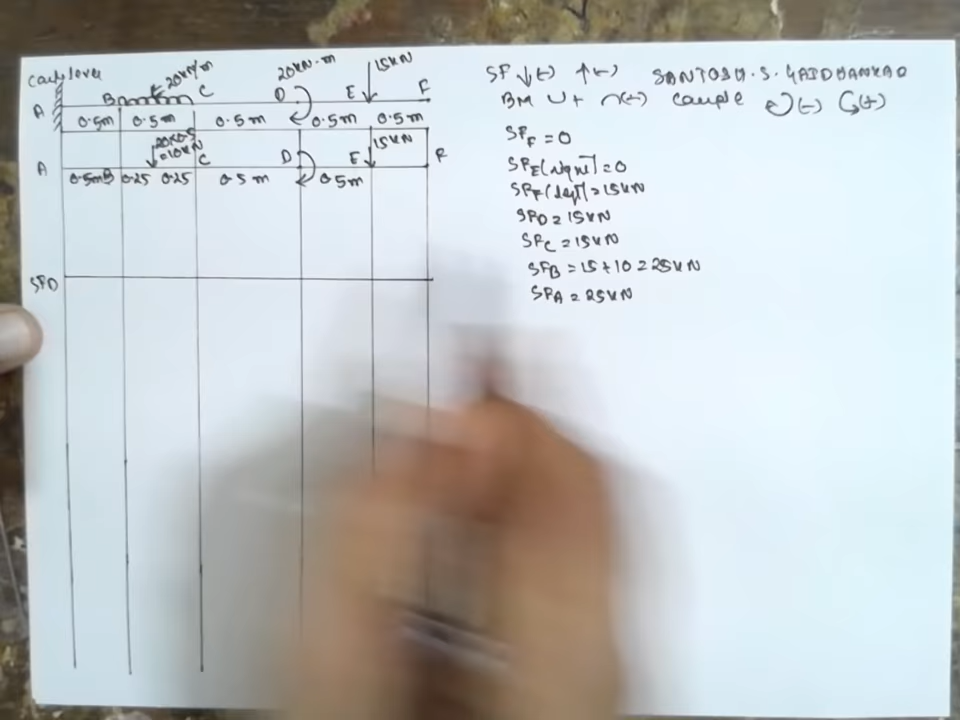 cantilever
20kN/m
20kN·m
15kN
A B C D E F
0.5m 0.5m 0.5m 0.5m 0.5m
20×0.5
=10kN
15kN
A C D E F
0.5m B 0.25 0.25 0.5m 0.5m
SFD
SF ↓(-) ↑(-) SANTOSH.S.GAIDHANKAR
BM ∪+ ∩(-) couple (-) (+)
SFF = 0
SFE(right) = 0
SFF(left) = 15kN
SFD = 15kN
SFC = 15kN
SFB = 15+10 = 25kN
SFA = 25kN